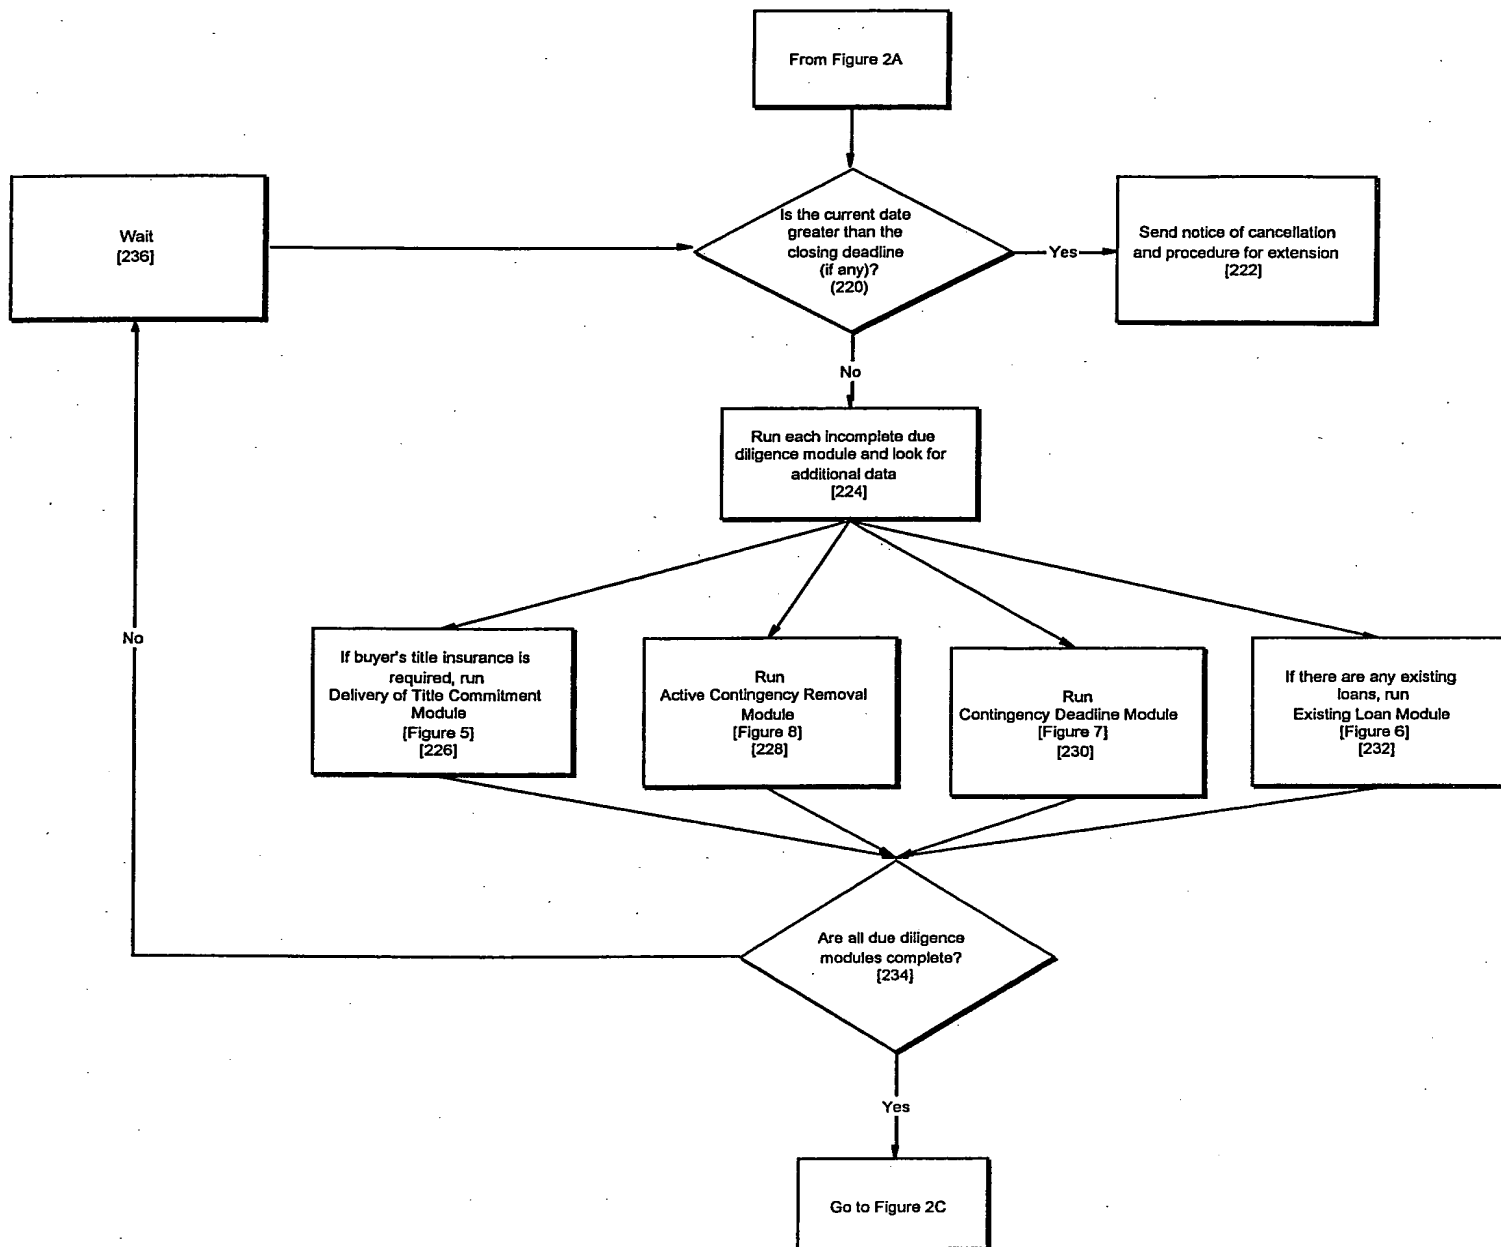 From Figure 2A
Wait
[236]
Is the current date
greater than the
closing deadline
(if any)?
(220)
Yes
Send notice of cancellation
and procedure for extension
[222]
No
Run each incomplete due
diligence module and look for
additional data
[224]
No
If buyer's title insurance is
required, run
Delivery of Title Commitment
Module
[Figure 5]
[226]
Run
Active Contingency Removal
Module
[Figure 8]
[228]
Run
Contingency Deadline Module
[Figure 7]
[230]
If there are any existing
loans, run
Existing Loan Module
[Figure 6]
[232]
Are all due diligence
modules complete?
[234]
Yes
Go to Figure 2C